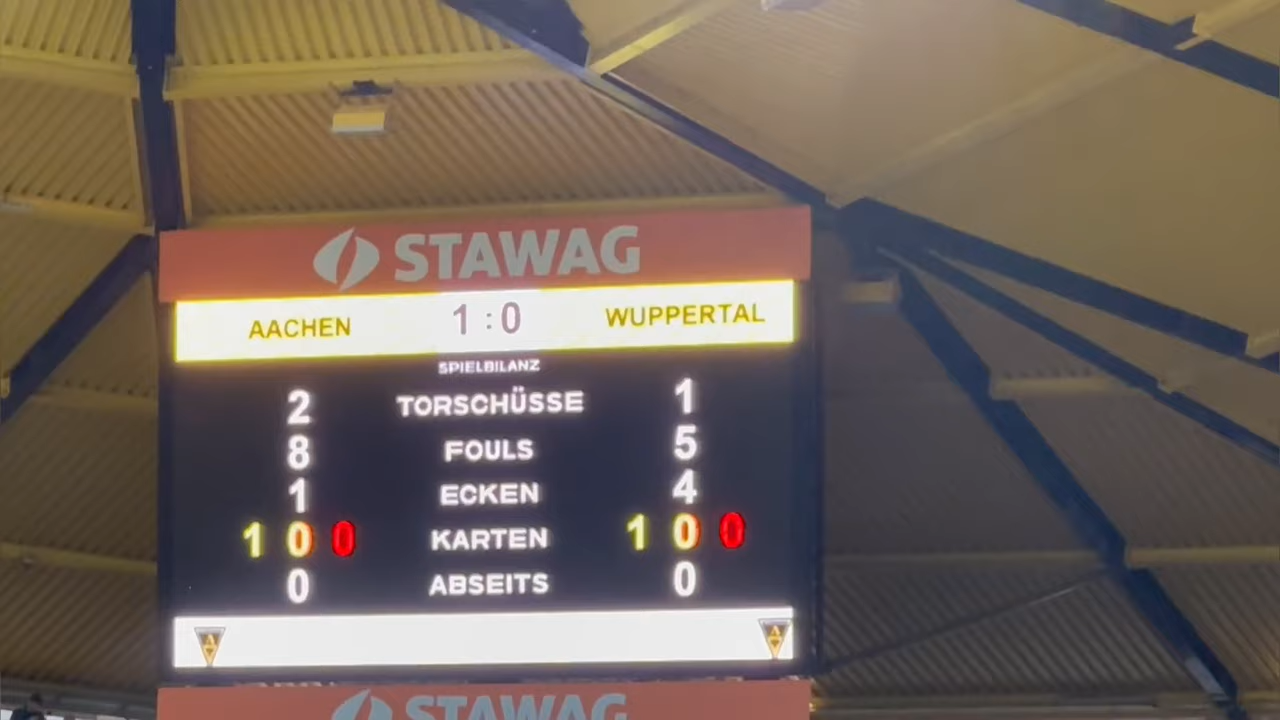 STAWAG
AACHEN 1 : 0 WUPPERTAL
SPIELBILANZ
2 TORSCHÜSSE 1
8 FOULS 5
1 ECKEN 4
1 0 0 KARTEN 1 0 0
0 ABSEITS 0
STAWAG